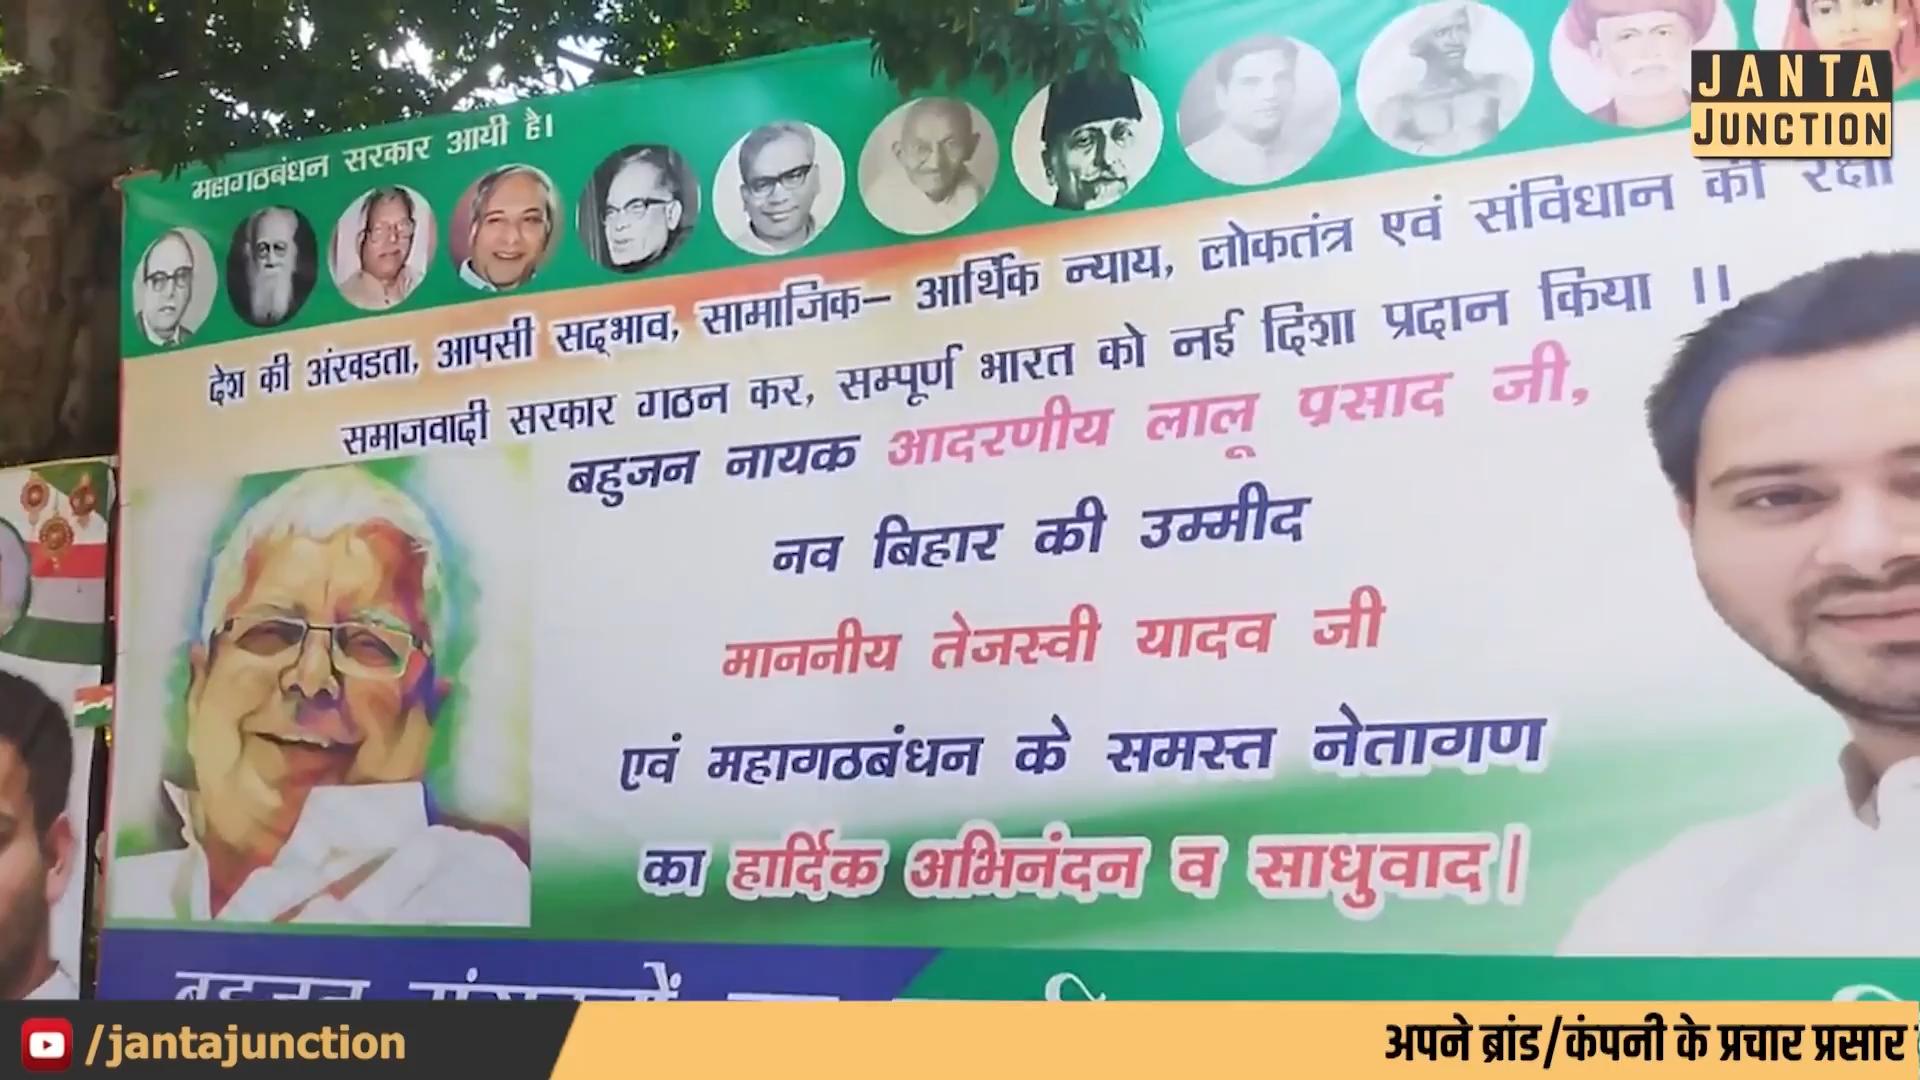 महागठबंधन सरकार आयी है।
JANTA
JUNCTION
देश की अंखडता, आपसी सद्भाव, सामाजिक– आर्थिक न्याय, लोकतंत्र एवं संविधान की रक्षा
समाजवादी सरकार गठन कर, सम्पूर्ण भारत को नई दिशा प्रदान किया ।।
बहुजन नायक आदरणीय लालू प्रसाद जी,
नव बिहार की उम्मीद
माननीय तेजस्वी यादव जी
एवं महागठबंधन के समस्त नेतागण
का हार्दिक अभिनंदन व साधुवाद|
बहुजन
/jantajunction
अपने ब्रांड/कंपनी के प्रचार प्रसार